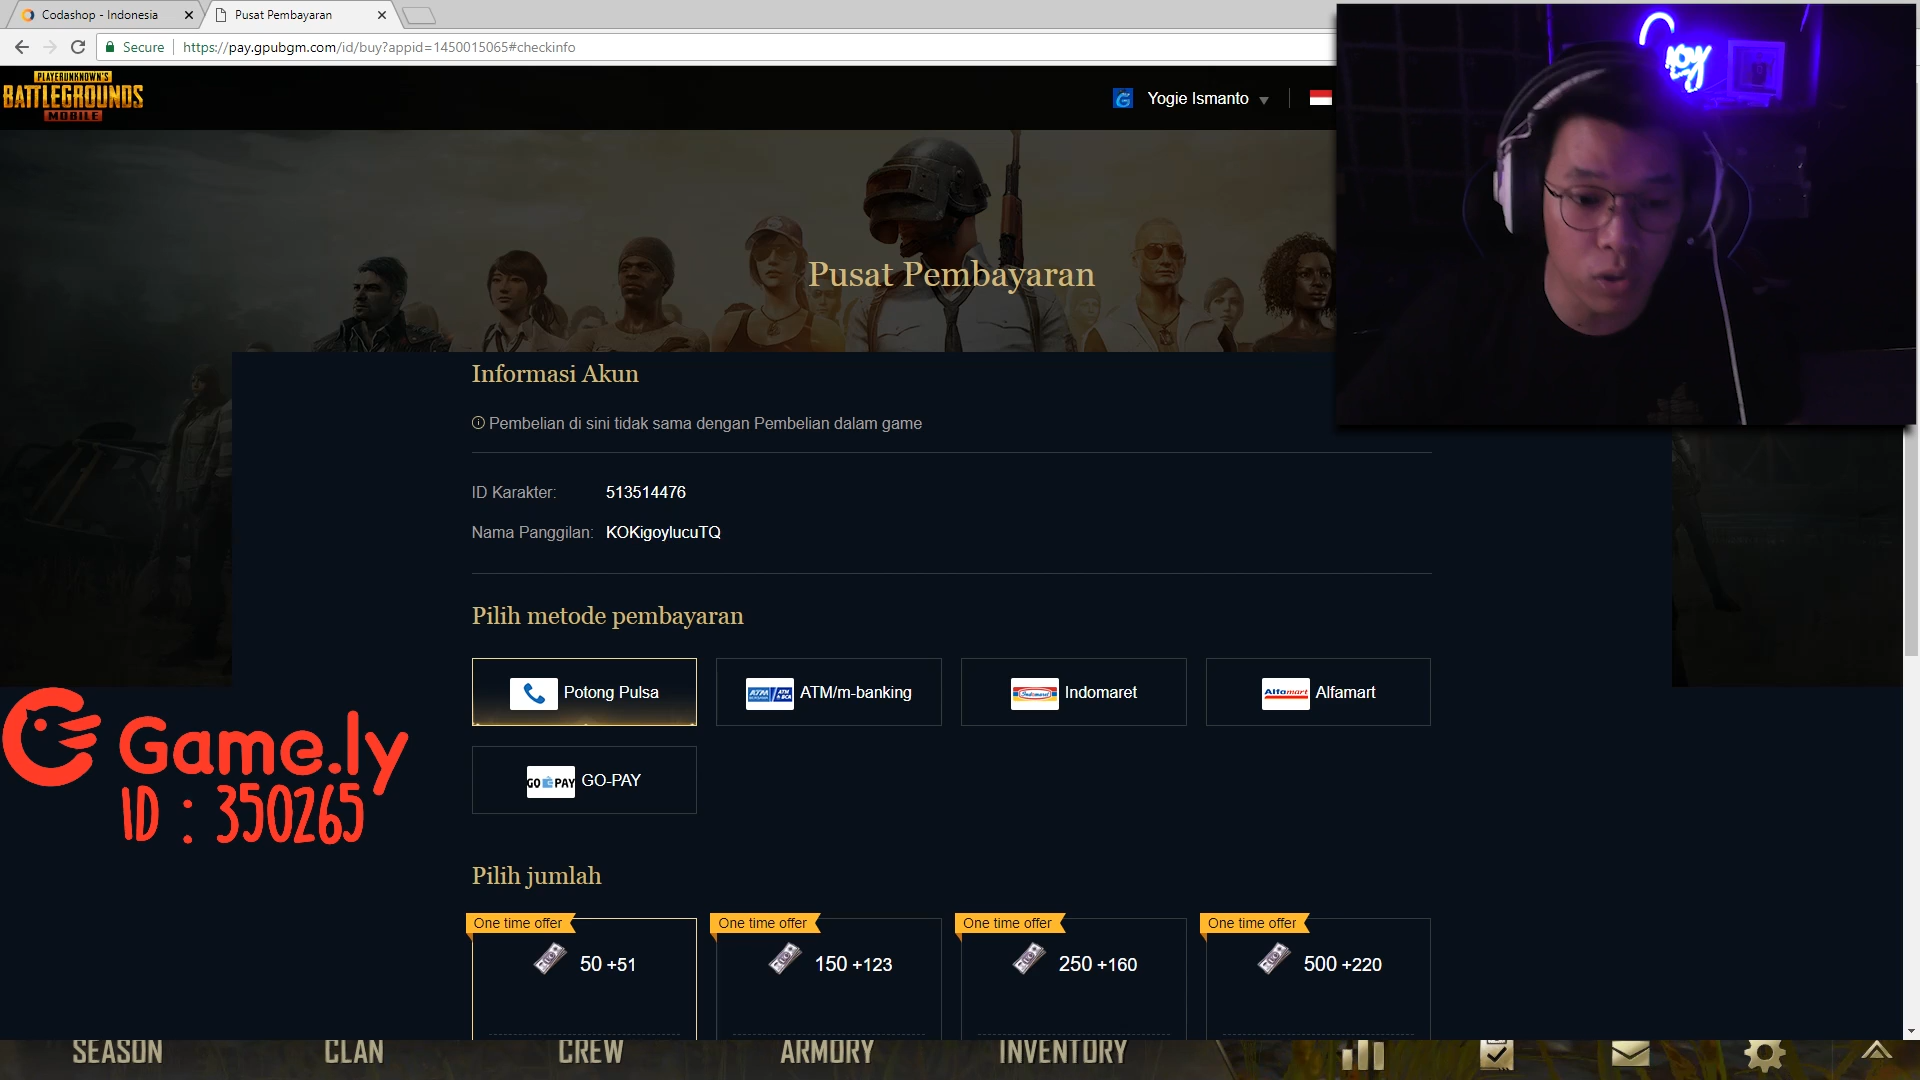 Codashop - Indonesia
Pusat Pembayaran
Secure
https://pay.gpubgm.com/id/buy?appid=1450015065#checkinfo
PLAYERUNKNOWN'S
BATTLEGROUNDS
MOBILE
Yogie Ismanto
Pusat Pembayaran
Informasi Akun
Pembelian di sini tidak sama dengan Pembelian dalam game
ID Karakter: 513514476
Nama Panggilan: KOKigoylucuTQ
Pilih metode pembayaran
Potong Pulsa
ATM/m-banking
Indomaret Indomaret
Alfamart Alfamart
GO PAY GO-PAY
Game.ly
ID : 350265
Pilih jumlah
One time offer
50 +51
One time offer
150 +123
One time offer
250 +160
One time offer
500 +220
SEASON CLAN CREW ARMORY INVENTORY